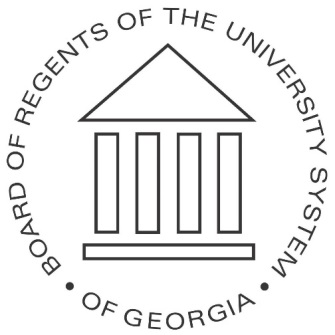 BOARD OF REGENTS OF THE UNIVERSITY SYSTEM
• OF GEORGIA •